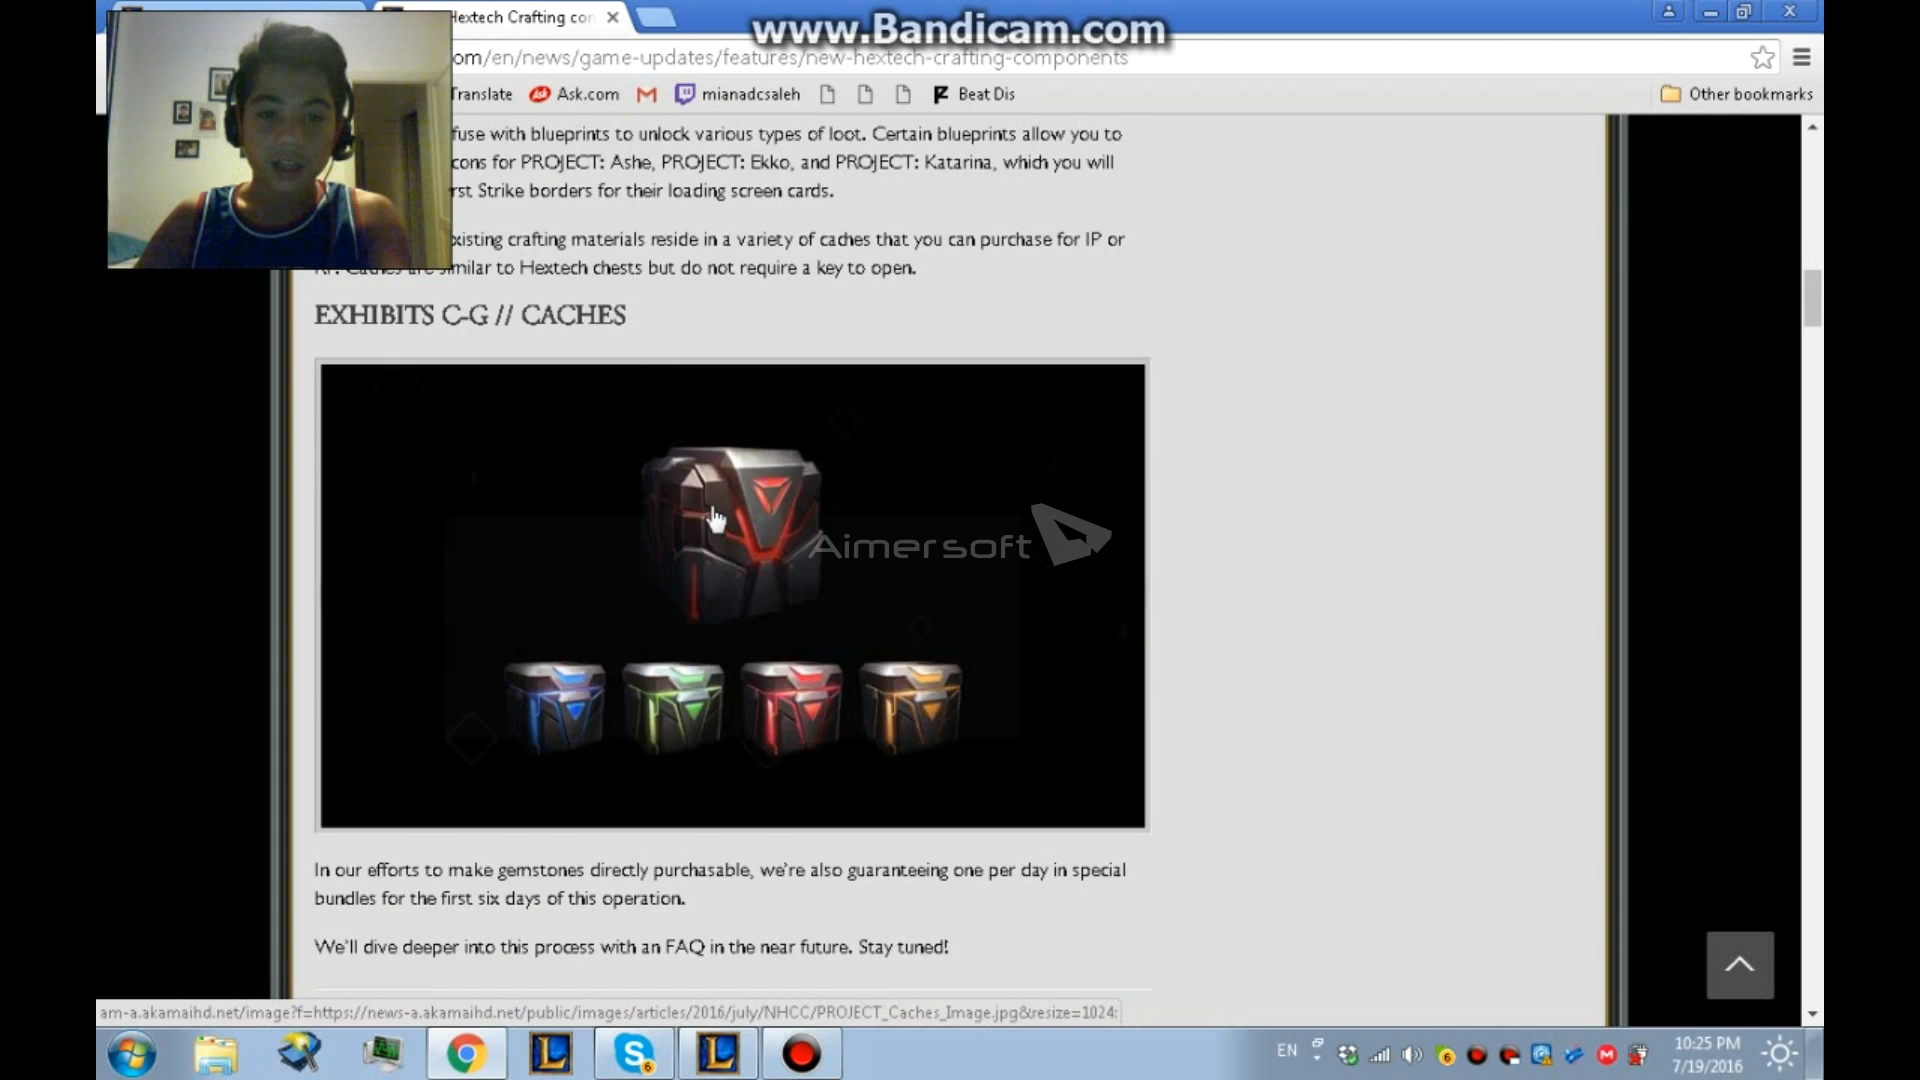 Hextech Crafting con
www.Bandicam.com
om/en/news/game-updates/features/new-hextech-crafting-components
Translate
Ask.com
mianadcsaleh
Beat Dis
Other bookmarks
fuse with blueprints to unlock various types of loot. Certain blueprints allow you to
cons for PROJECT: Ashe, PROJECT: Ekko, and PROJECT: Katarina, which you will
rst Strike borders for their loading screen cards.
xisting crafting materials reside in a variety of caches that you can purchase for IP or
similar to Hextech chests but do not require a key to open.
EXHIBITS C-G // CACHES
Aimersoft
In our efforts to make gemstones directly purchasable, we're also guaranteeing one per day in special
bundles for the first six days of this operation.
We'll dive deeper into this process with an FAQ in the near future. Stay tuned!
am-a.akamaihd.net/image?f=https://news-a.akamaihd.net/public/images/articles/2016/july/NHCC/PROJECT_Caches_Image.jpg&resize=1024:
EN
10:25 PM
7/19/2016